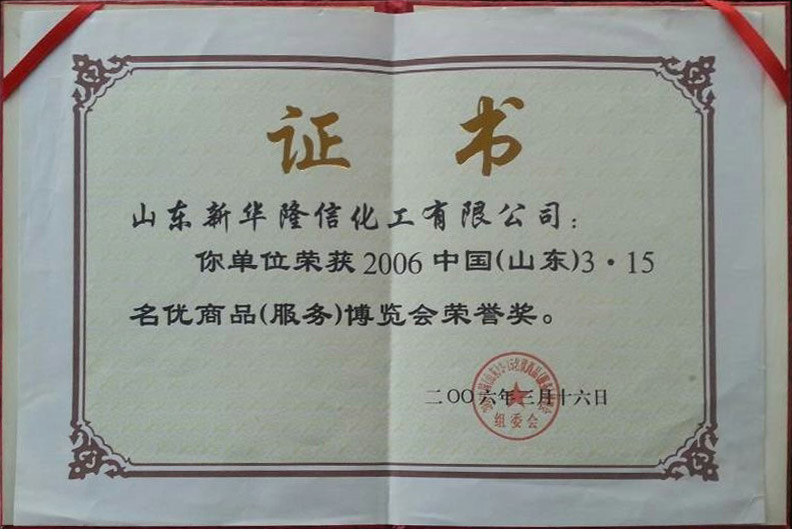 证 书
山东新华隆信化工有限公司：
你单位荣获2006中国(山东)3·15
名优商品(服务)博览会荣誉奖。
二〇〇六年三月十六日
组委会